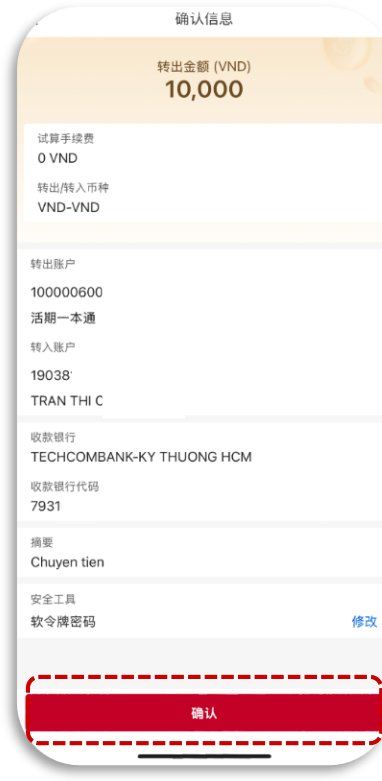 确认信息
转出金额 (VND)
10,000
试算手续费
0 VND
转出/转入币种
VND-VND
转出账户
100000600
活期一本通
转入账户
19038
TRAN THI C
收款银行
TECHCOMBANK-KY THUONG HCM
收款银行代码
7931
摘要
Chuyen tien
安全工具
软令牌密码
修改
确认